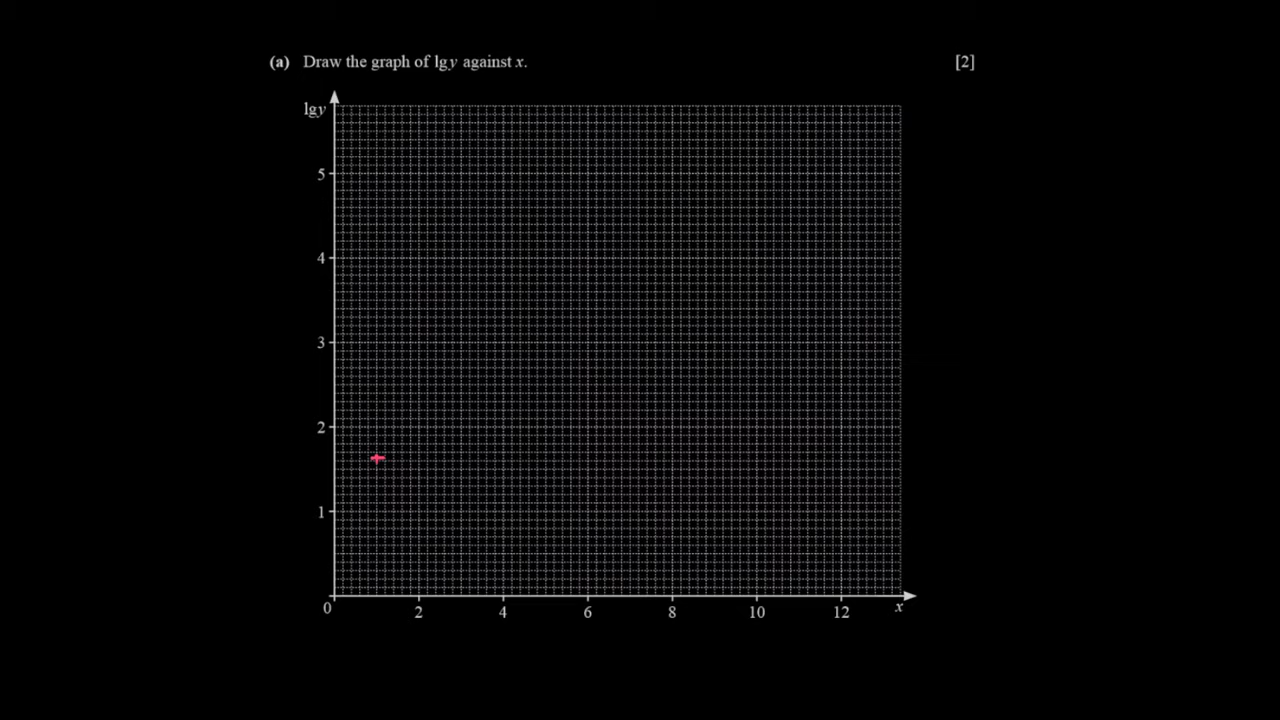 (a) Draw the graph of lg y against x. [2]
lg y
5
4
3
2
1
0 2 4 6 8 10 12 x